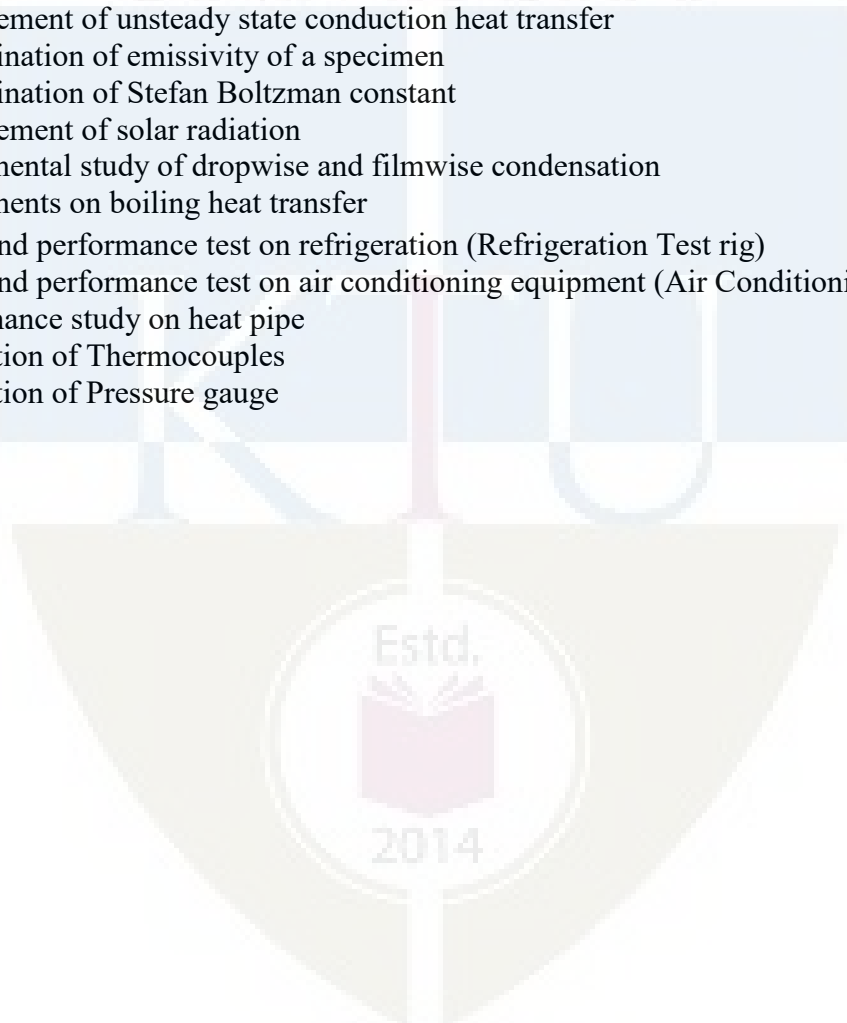 ement of unsteady state conduction heat transfer
ination of emissivity of a specimen
ination of Stefan Boltzman constant
ement of solar radiation
nental study of dropwise and filmwise condensation
nents on boiling heat transfer
nd performance test on refrigeration (Refrigeration Test rig)
nd performance test on air conditioning equipment (Air Conditioni
nance study on heat pipe
tion of Thermocouples
tion of Pressure gauge
KTU
Estd.
2014